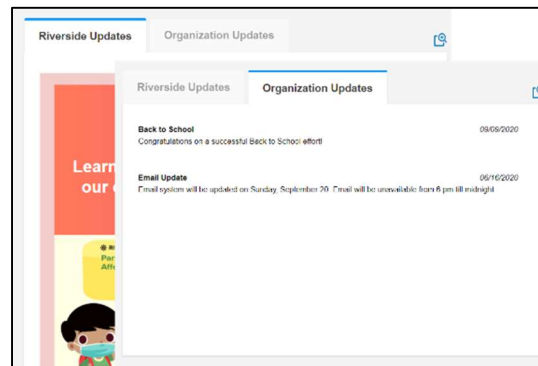 Riverside Updates
Organization Updates
Riverside Updates
Organization Updates
Back to School
09/09/2020
Congratulations on a successful Back to School effort!
Email Update
06/16/2020
Email system will be updated on Sunday, September 20. Email will be unavailable from 6 pm till midnight
Learn
our
Par
Affe